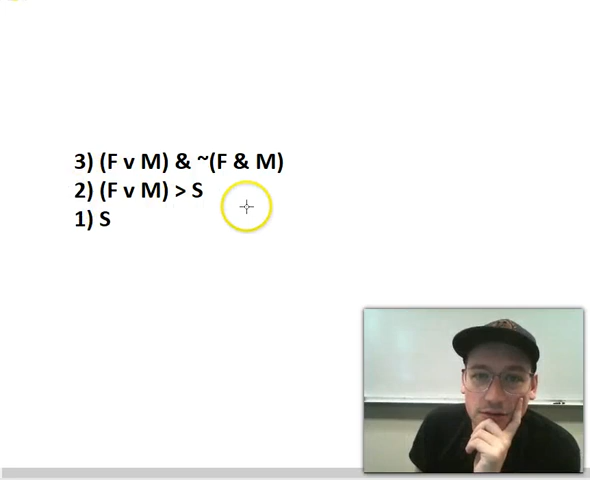 3) (F v M) & ~(F & M)
2) (F v M) > S
1) S